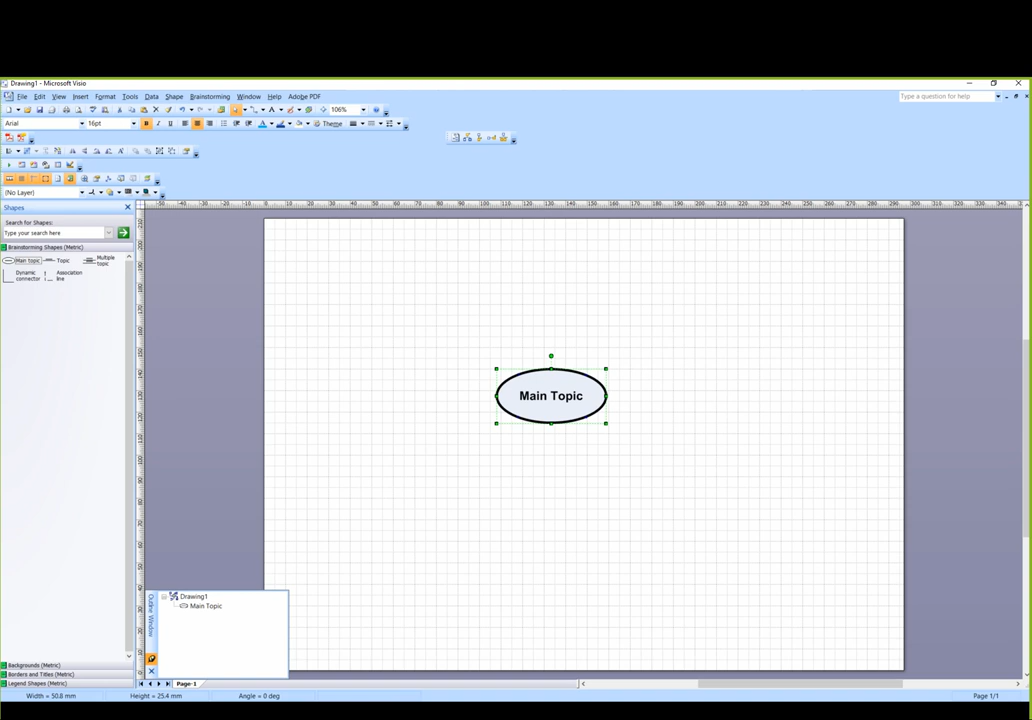 Drawing1 - Microsoft Visio
File Edit View Insert Format Tools Data Shape Brainstorming Window Help Adobe PDF
Type a question for help
106%
Arial 16pt B I U Theme
(No Layer)
Shapes
Search for Shapes:
Type your search here
Brainstorming Shapes (Metric)
Main topic Topic Multiple topic
Dynamic connector Association line
Main Topic
Outline Window
Drawing1
Main Topic
Backgrounds (Metric)
Borders and Titles (Metric)
Legend Shapes (Metric)
Page-1
Width = 50.8 mm Height = 25.4 mm Angle = 0 deg Page 1/1